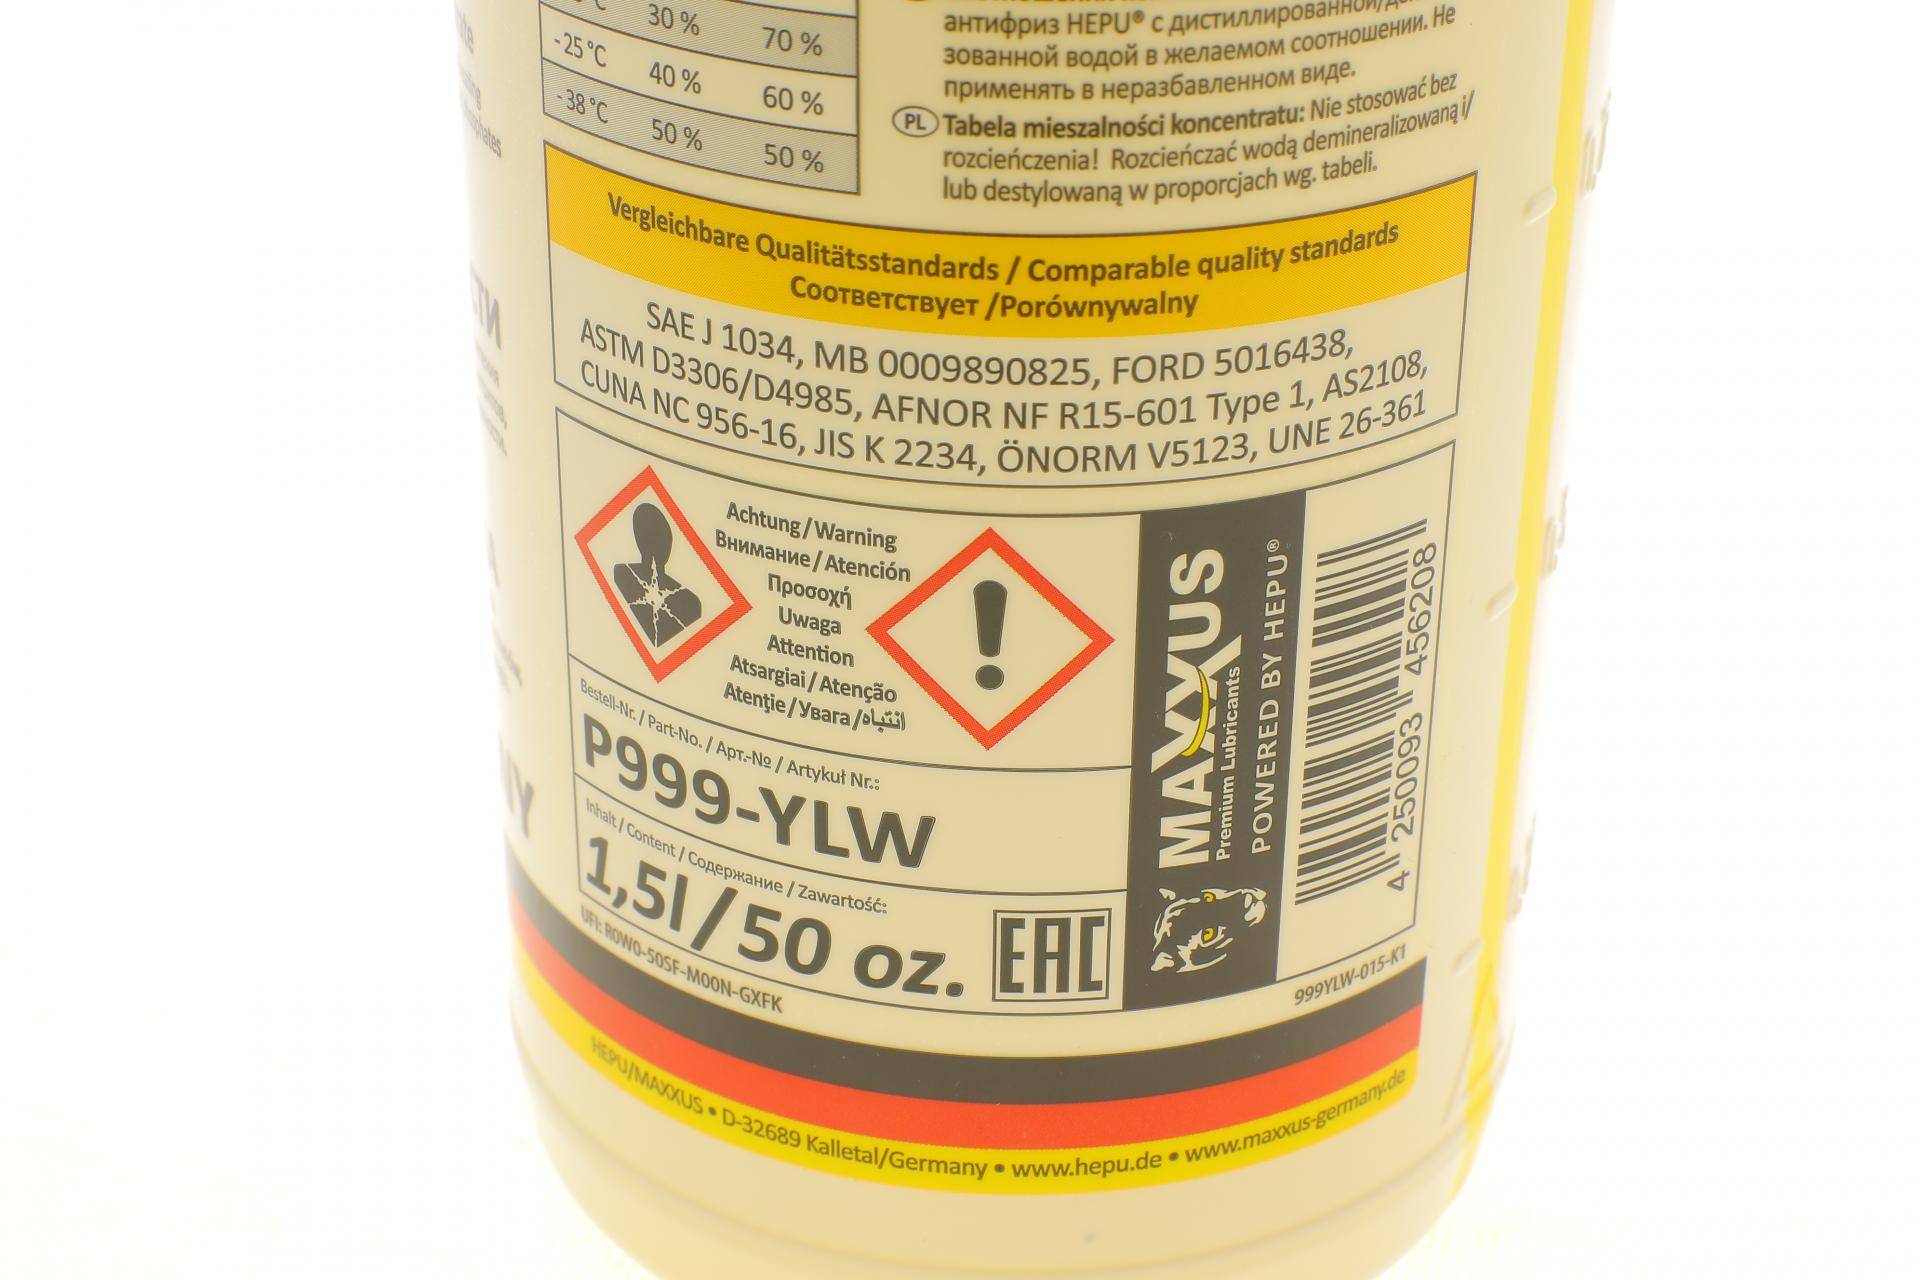 30 % 70 %
-25 °C 40 % 60 %
-38 °C 50 % 50 %
антифриз HEPU® с
зованной водой в желаемом соотношении. Не
применять в неразбавленном виде.
PL Tabela mieszalności koncentratu: Nie stosować bez
rozcieńczenia! Rozcieńczać wodą demineralizowaną i/
lub destylowaną w proporcjach wg. tabeli.
Vergleichbare Qualitätsstandards / Comparable quality standards
Соответствует /Porównywalny
SAE J 1034, MB 0009890825, FORD 5016438,
ASTM D3306/D4985, AFNOR NF R15-601 Type 1, AS2108,
CUNA NC 956-16, JIS K 2234, ÖNORM V5123, UNE 26-361
Achtung/Warning
Внимание/Atención
Προσοχή
Uwaga
Attention
Atsargiai/Atenção
Atenţie/Увага/انتباه
Bestell-Nr. / Part-No. / Арт.-№ / Artykuł Nr.:
P999-YLW
Inhalt / Content / Содержание / Zawartość:
1,5l/50 oz.
EAC
UFI: R0W0-50SF-M00N-GXFK
MAXXUS
Premium Lubricants
POWERED BY HEPU®
4 250093 456208
999YLW-015-K1
HEPU/MAXXUS • D-32689 Kalletal/Germany • www.hepu.de • www.maxxus-germany.de